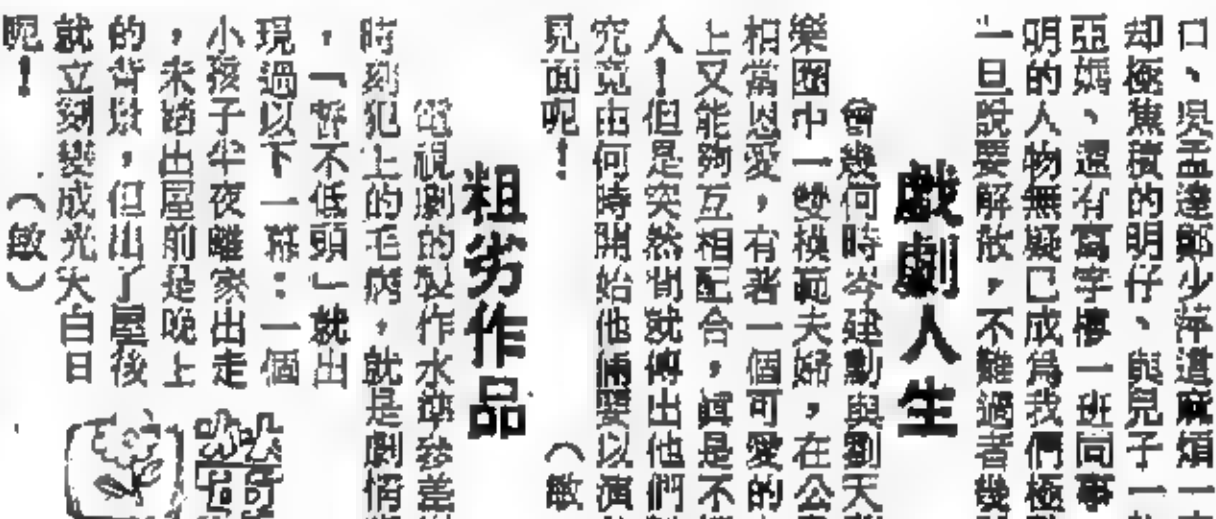 口、見孟達鄭少萍遭麻煩一
却極焦積的明仔、與兒子一
亞媽、還有寫字樓一班同事
明的人物無疑已成為我們極
一旦說要解散，不難過者幾
戲劇人生
曾幾何時岑建勳與劉天
樂圈中一雙模範夫婦，在公
相當恩愛，有著一個可愛的
上又能夠互相配合，真是不
人！但是突然間就傳出他們
究竟由何時開始他倆要以演
見面呢！（敏
粗劣作品
電視劇的製作水準發差
時刻犯上的毛病，就是劇情
，「誓不低頭」就出
現過以下一幕：一個
小孩子半夜離家出走
，未踏出屋前是晚上
的背景，但出了屋後
就立刻變成光天白日
呢！（敏）